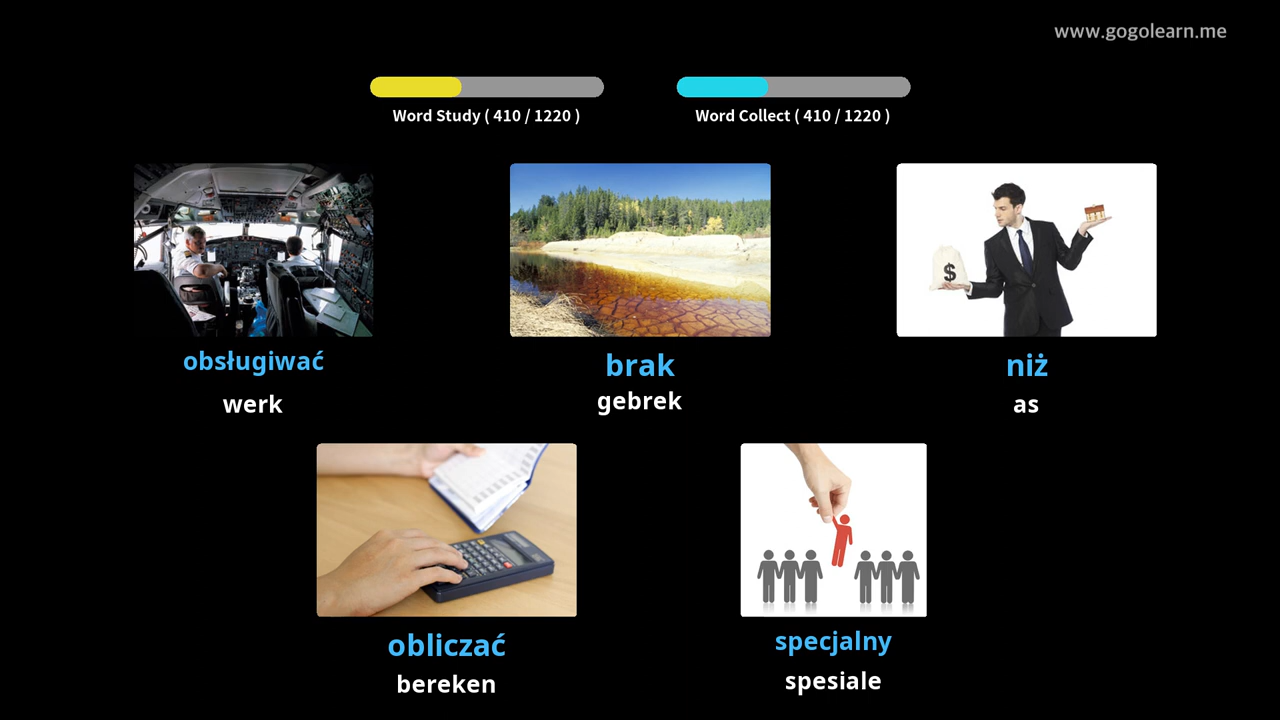 www.gogolearn.me
Word Study ( 410 / 1220 )
Word Collect ( 410 / 1220 )
obsługiwać
werk
brak
gebrek
niż
as
$
obliczać
bereken
specjalny
spesiale